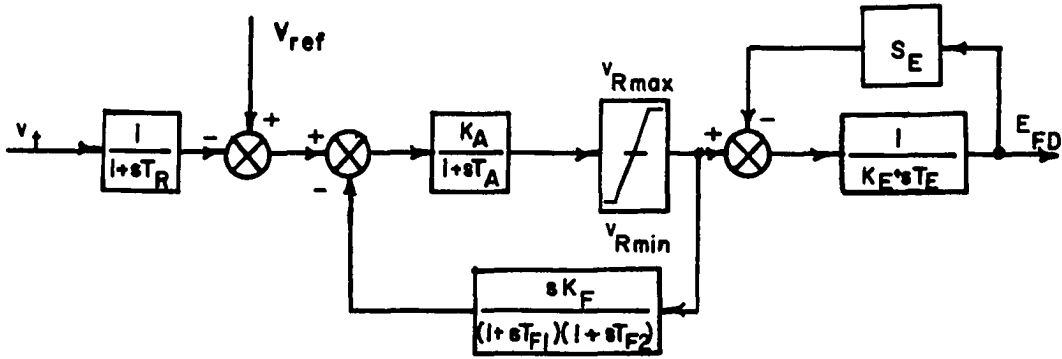 V_ref
v_t
1
1+sT_R
-
+
+
-
K_A
1+sT_A
v_Rmax
v_Rmin
+
-
S_E
1
K_E+sT_E
E_FD
sK_F
(1+sT_F1)(1+sT_F2)